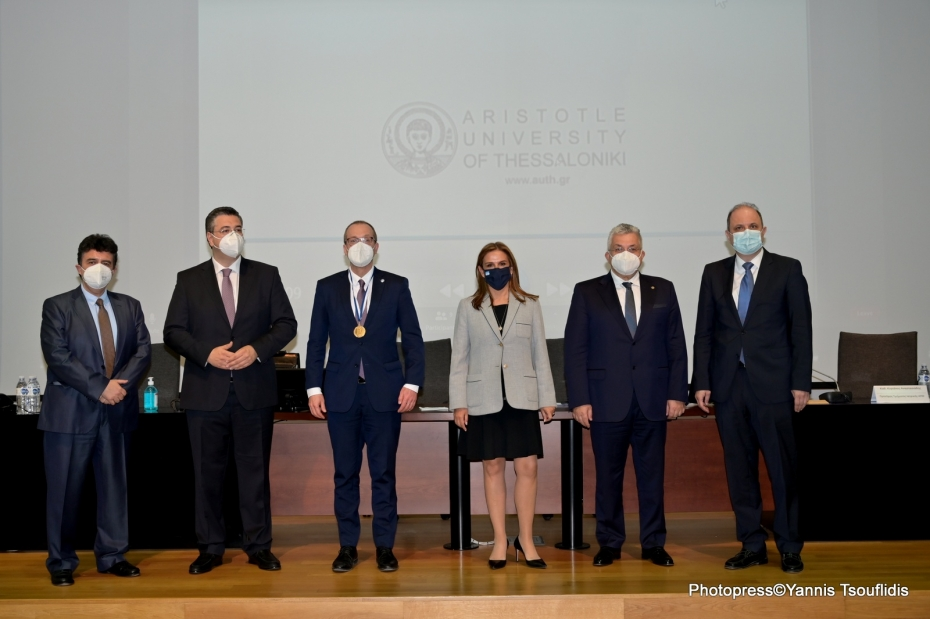 ARISTOTLE
UNIVERSITY
OF THESSALONIKI
www.auth.gr
Photopress©Yannis Tsouflidis